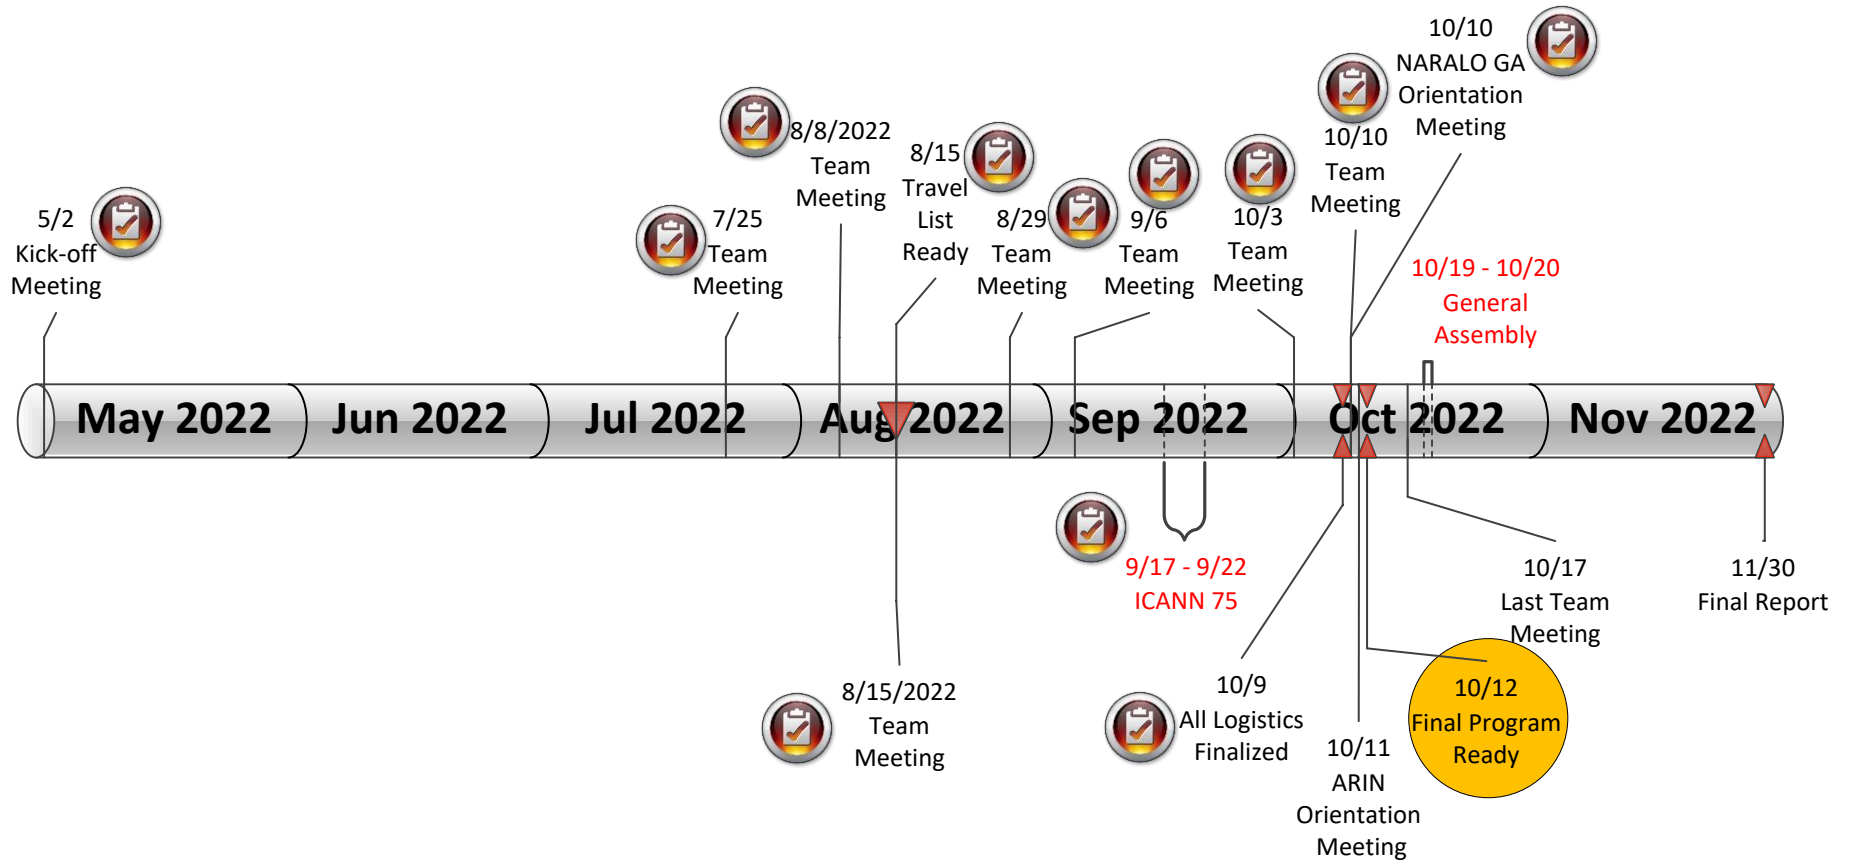 5/2
Kick-off
Meeting
7/25
Team
Meeting
8/8/2022
Team
Meeting
8/15
Travel
List
Ready
8/29
Team
Meeting
9/6
Team
Meeting
10/3
Team
Meeting
10/10
Team
Meeting
10/10
NARALO GA
Orientation
Meeting
10/19 - 10/20
General
Assembly
May 2022
Jun 2022
Jul 2022
Aug 2022
Sep 2022
Oct 2022
Nov 2022
8/15/2022
Team
Meeting
9/17 - 9/22
ICANN 75
10/9
All Logistics
Finalized
10/11
ARIN
Orientation
Meeting
10/12
Final Program
Ready
10/17
Last Team
Meeting
11/30
Final Report